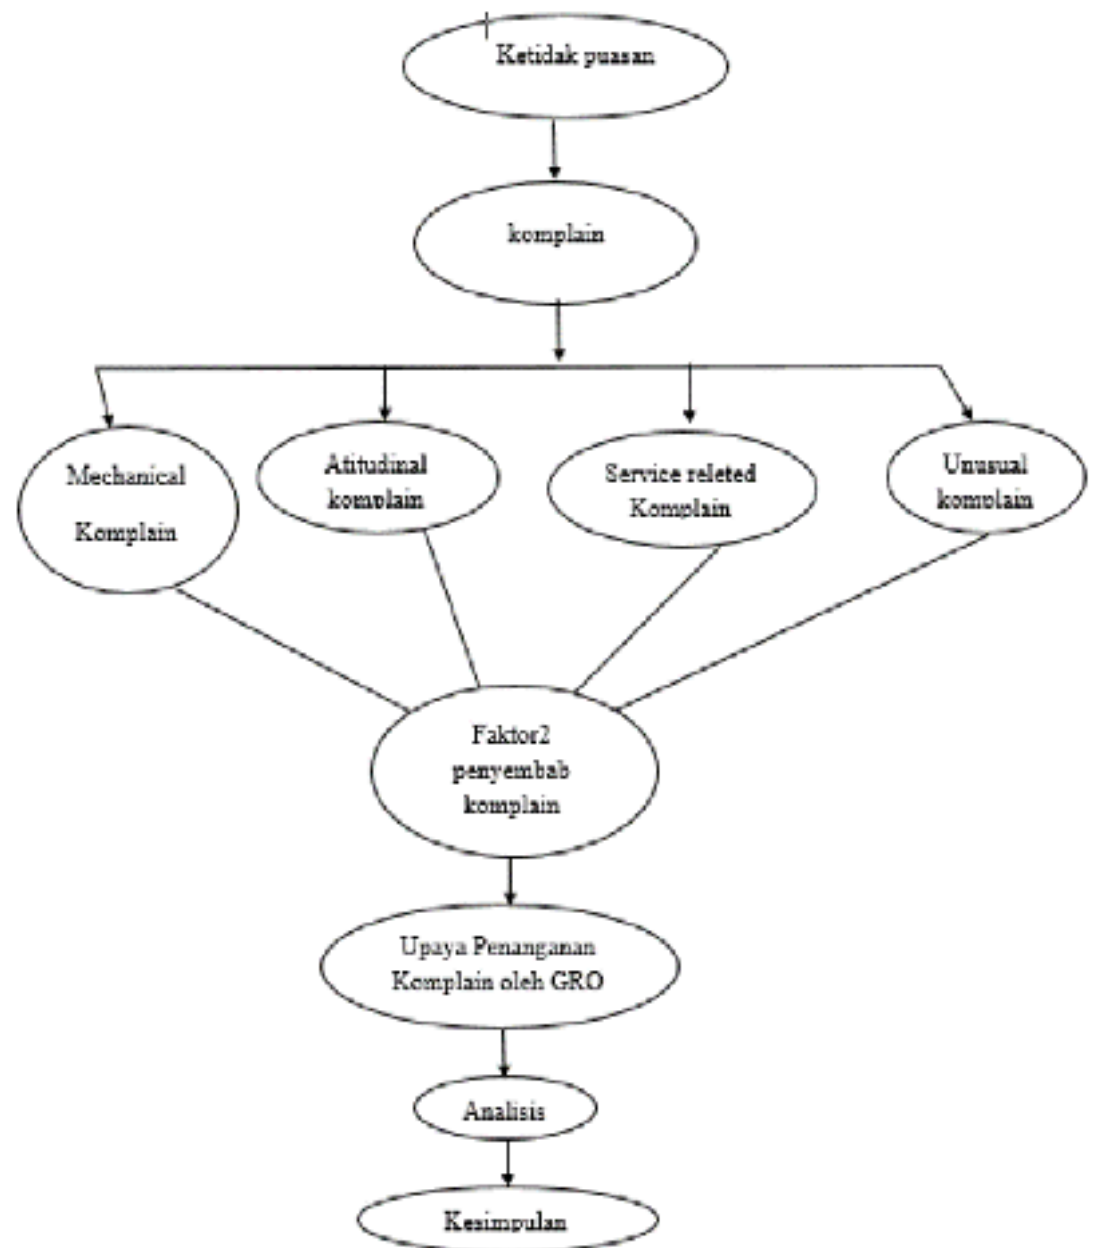 Ketidak puasan
komplain
Mechanical
Komplain
Atitudinal
komplain
Service releted
Komplain
Unusual
komplain
Faktor2
penyembab
komplain
Upaya Penanganan
Komplain oleh GRO
Analisis
Kesimpulan